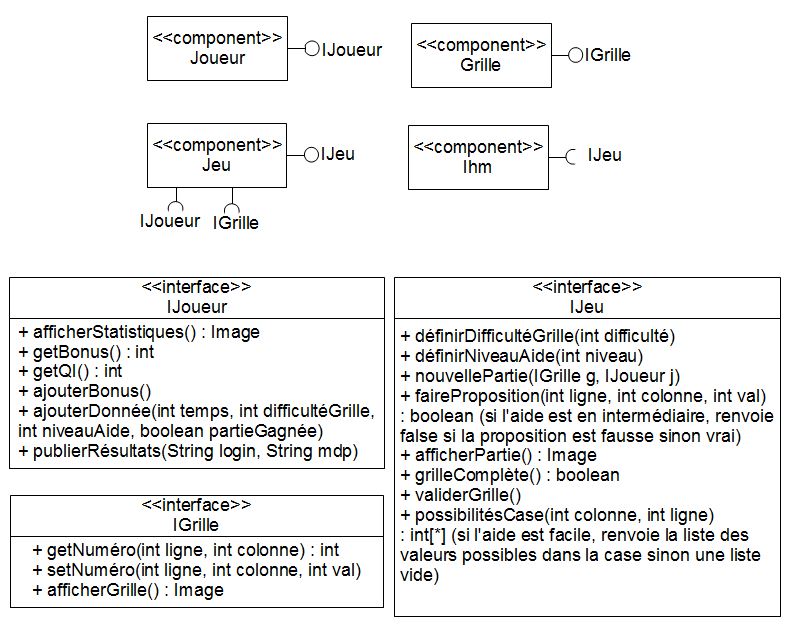 <<component>>
Joueur
IJoueur
<<component>>
Grille
IGrille
<<component>>
Jeu
IJeu
IJoueur
IGrille
<<component>>
Ihm
IJeu
<<interface>>
IJoueur
+ afficherStatistiques() : Image
+ getBonus() : int
+ getQI() : int
+ ajouterBonus()
+ ajouterDonnée(int temps, int difficultéGrille,
int niveauAide, boolean partieGagnée)
+ publierRésultats(String login, String mdp)
<<interface>>
IGrille
+ getNuméro(int ligne, int colonne) : int
+ setNuméro(int ligne, int colonne, int val)
+ afficherGrille() : Image
<<interface>>
IJeu
+ définirDifficultéGrille(int difficulté)
+ définirNiveauAide(int niveau)
+ nouvellePartie(IGrille g, IJoueur j)
+ faireProposition(int ligne, int colonne, int val)
: boolean (si l'aide est en intermédiaire, renvoie
false si la proposition est fausse sinon vrai)
+ afficherPartie() : Image
+ grilleComplète() : boolean
+ validerGrille()
+ possibilitésCase(int colonne, int ligne)
: int[*] (si l'aide est facile, renvoie la liste des
valeurs possibles dans la case sinon une liste
vide)